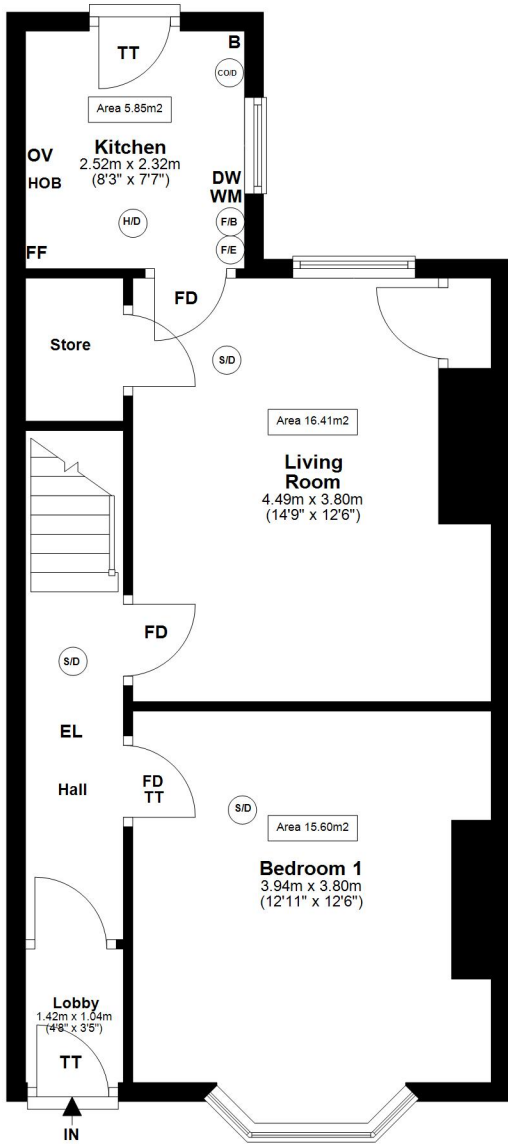 TT
B
CO/D
Area 5.85m2
Kitchen
2.52m x 2.32m
(8'3" x 7'7")
OV
HOB
DW
WM
H/D
F/B
F/E
FF
FD
Store
S/D
Area 16.41m2
Living
Room
4.49m x 3.80m
(14'9" x 12'6")
FD
S/D
EL
Hall
FD
TT
S/D
Area 15.60m2
Bedroom 1
3.94m x 3.80m
(12'11" x 12'6")
Lobby
1.42m x 1.04m
(4'8" x 3'5")
TT
IN